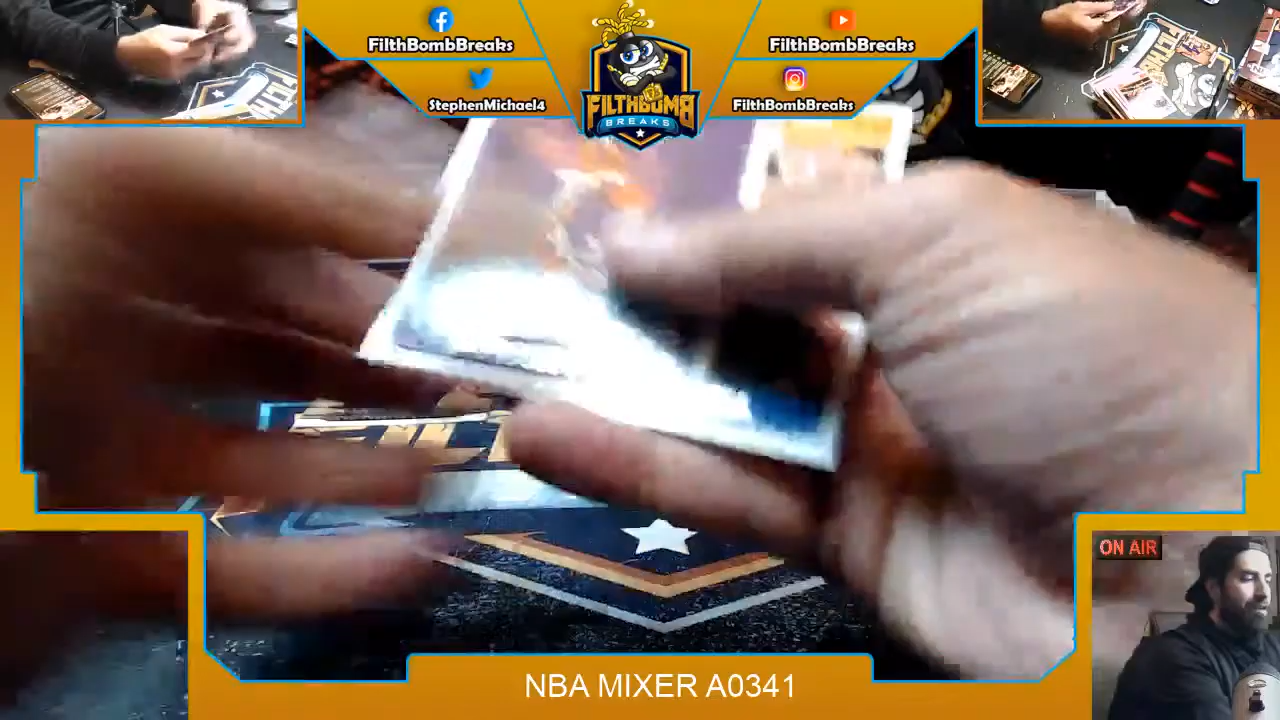 FilthBombBreaks
StephenMichael4
FILTHBOMB
BREAKS
FilthBombBreaks
FilthBombBreaks
ON AIR
NBA MIXER A0341